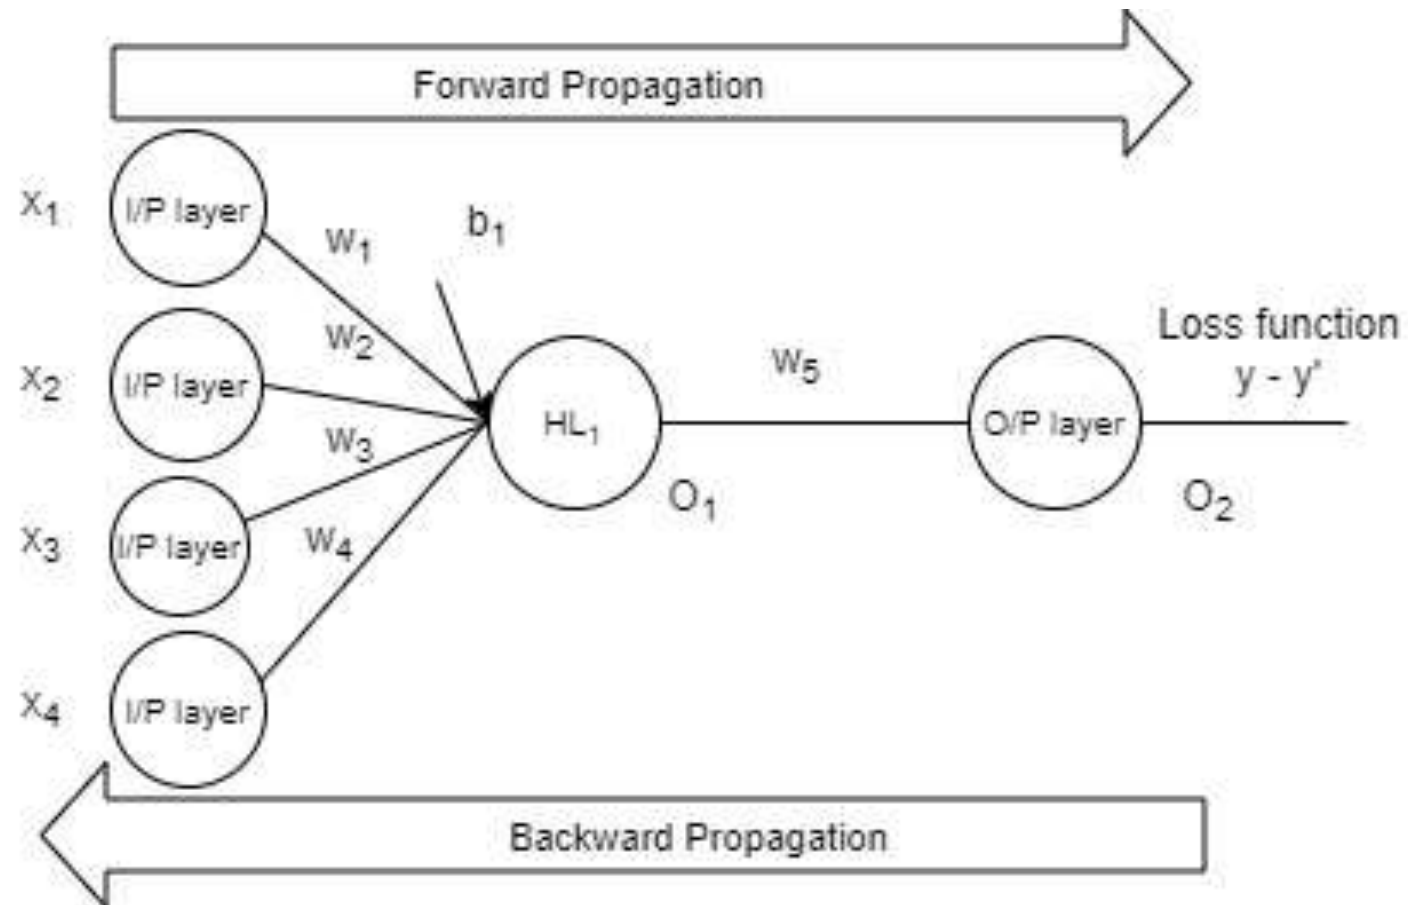 Forward Propagation
X1
I/P layer
W1
b1
W2
X2
I/P layer
W3
HL1
W5
O/P layer
Loss function
y - y'
O1
O2
X3
I/P layer
W4
X4
I/P layer
Backward Propagation